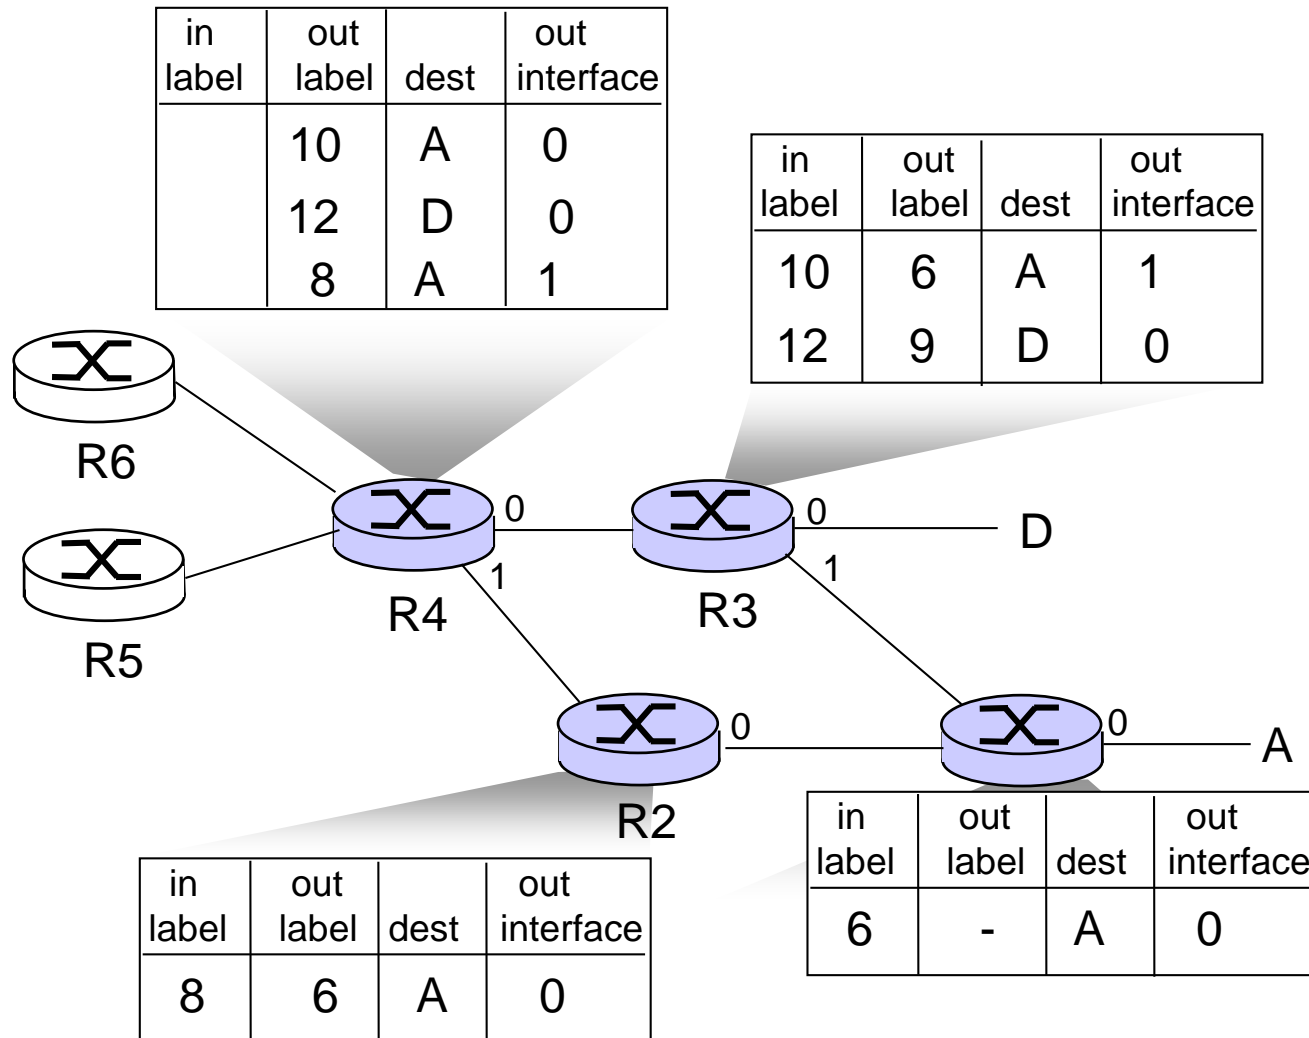 in out out
label label dest interface
10 A 0
12 D 0
8 A 1
in out out
label label dest interface
10 6 A 1
12 9 D 0
R6
R5
R4
0
1
R3
0
1
D
R2
0
0
A
in out out
label label dest interface
8 6 A 0
in out out
label label dest interface
6 - A 0